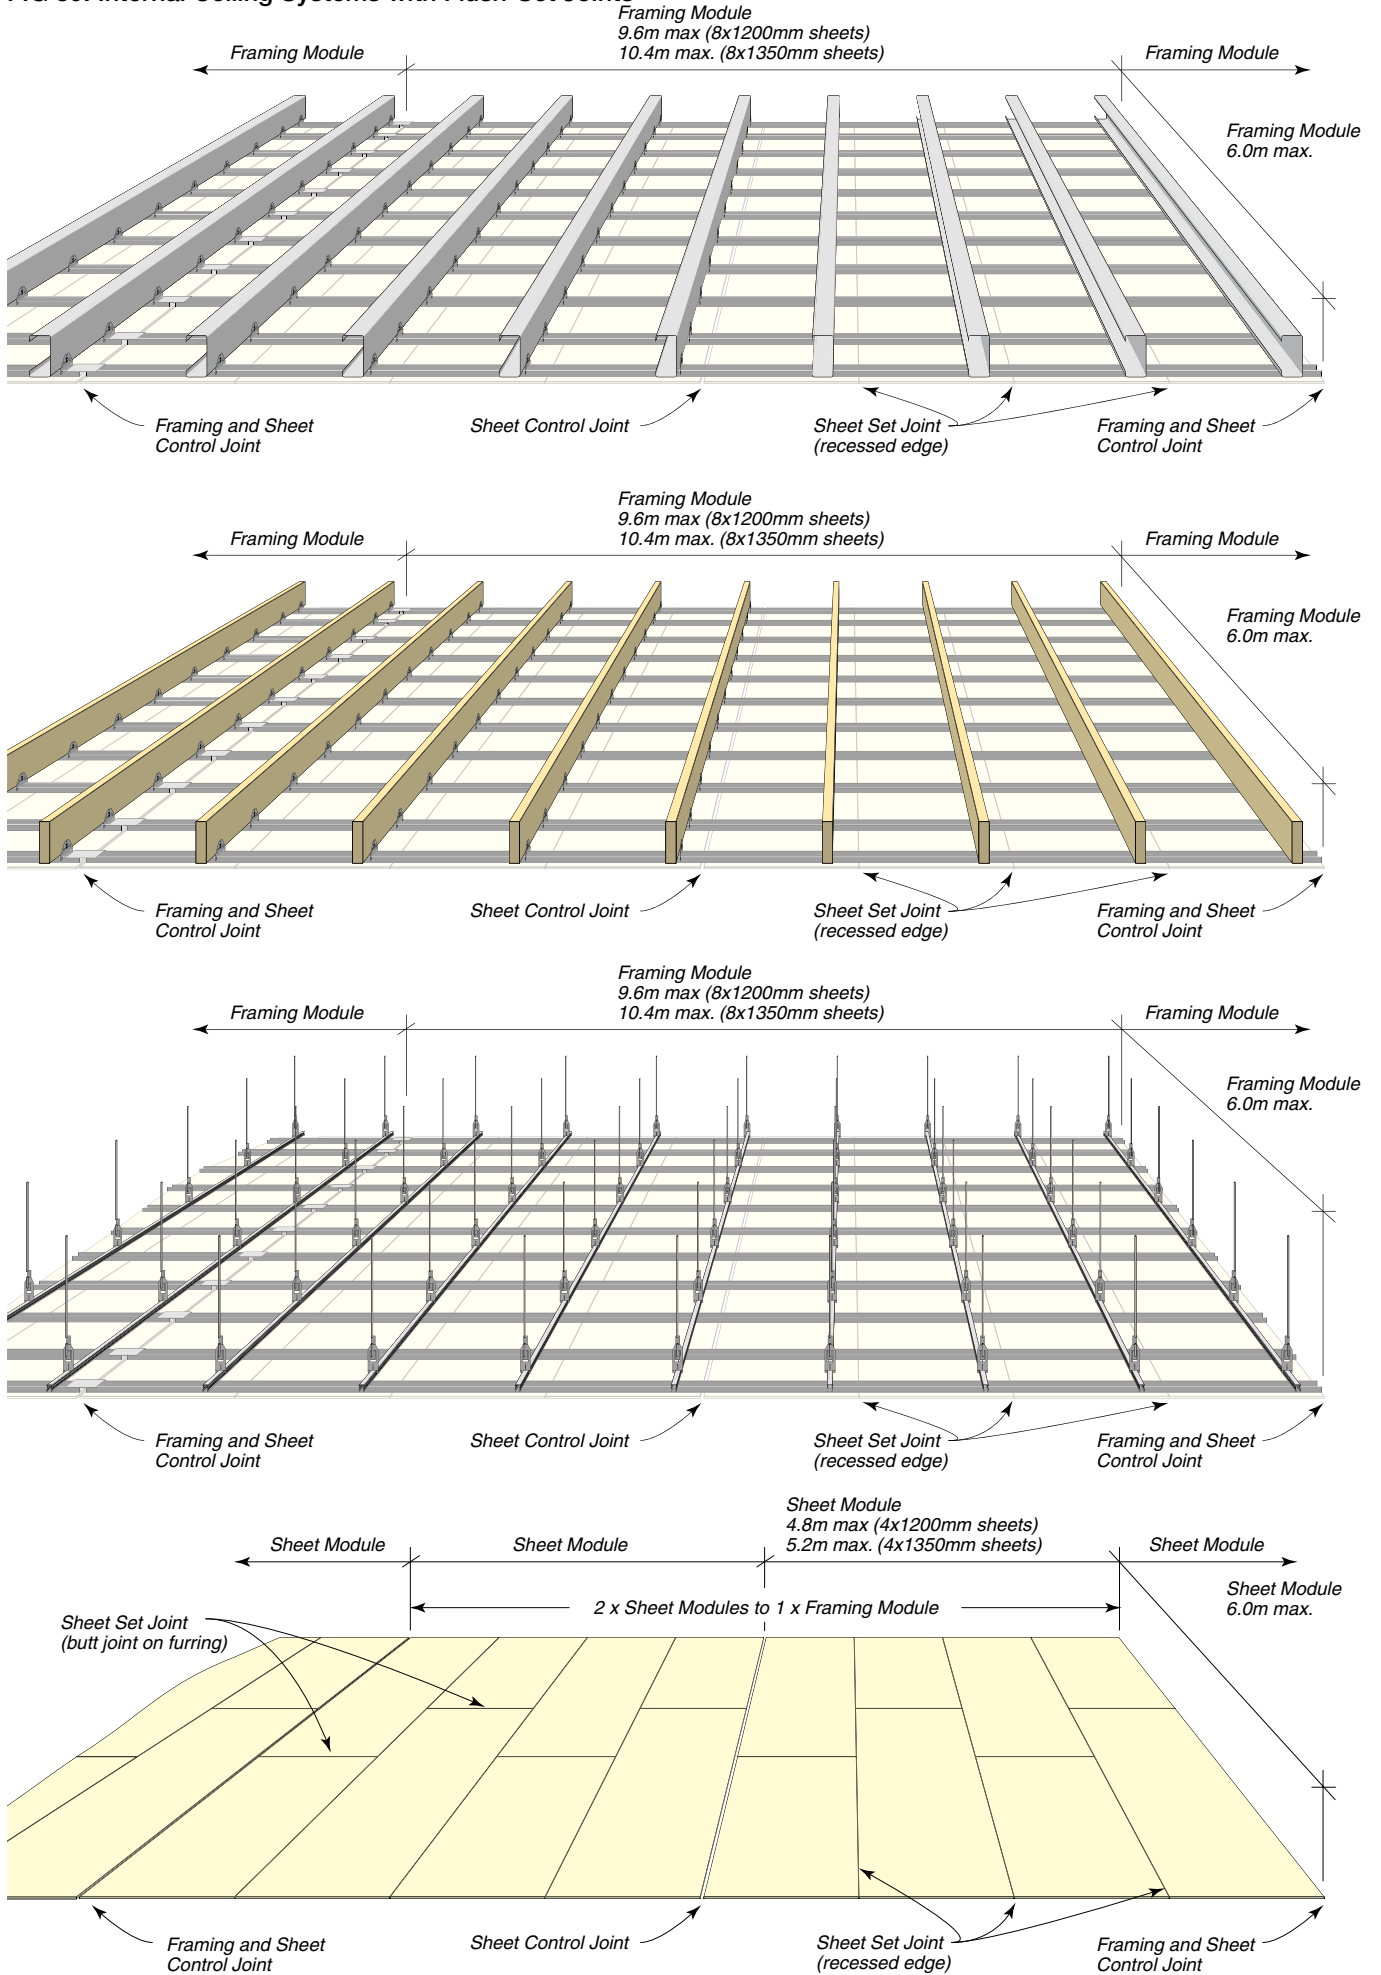 Internal Ceiling Systems with Flush Set Joints
Framing Module
9.6m max (8x1200mm sheets)
10.4m max. (8x1350mm sheets)
Framing Module
Framing Module
Framing Module
6.0m max.
Framing and Sheet
Control Joint
Sheet Control Joint
Sheet Set Joint
(recessed edge)
Framing and Sheet
Control Joint
Framing Module
9.6m max (8x1200mm sheets)
10.4m max. (8x1350mm sheets)
Framing Module
Framing Module
Framing Module
6.0m max.
Framing and Sheet
Control Joint
Sheet Control Joint
Sheet Set Joint
(recessed edge)
Framing and Sheet
Control Joint
Framing Module
9.6m max (8x1200mm sheets)
10.4m max. (8x1350mm sheets)
Framing Module
Framing Module
Framing Module
6.0m max.
Framing and Sheet
Control Joint
Sheet Control Joint
Sheet Set Joint
(recessed edge)
Framing and Sheet
Control Joint
Sheet Module
4.8m max (4x1200mm sheets)
5.2m max. (4x1350mm sheets)
Sheet Module
Sheet Module
Sheet Module
Sheet Module
6.0m max.
2 x Sheet Modules to 1 x Framing Module
Sheet Set Joint
(butt joint on furring)
Framing and Sheet
Control Joint
Sheet Control Joint
Sheet Set Joint
(recessed edge)
Framing and Sheet
Control Joint